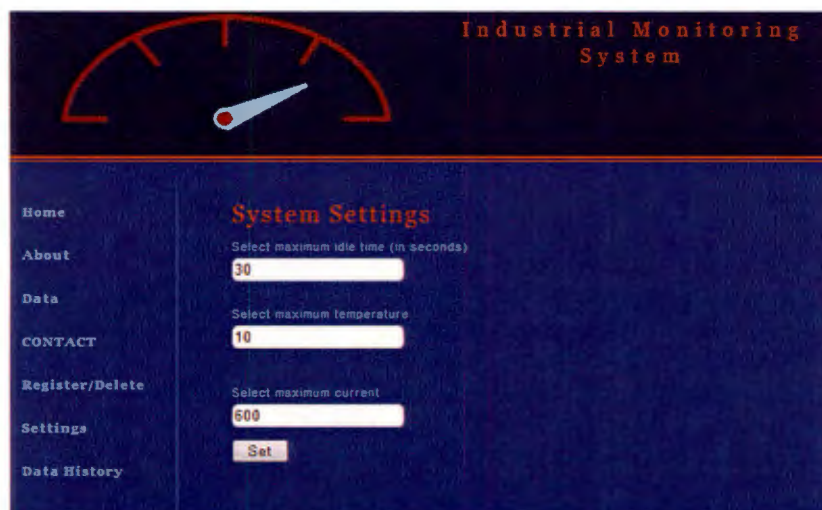 Industrial Monitoring
System
Home
About
Data
CONTACT
Register/Delete
Settings
Data History
System Settings
Select maximum idle time (in seconds)
30
Select maximum temperature
10
Select maximum current
600
Set